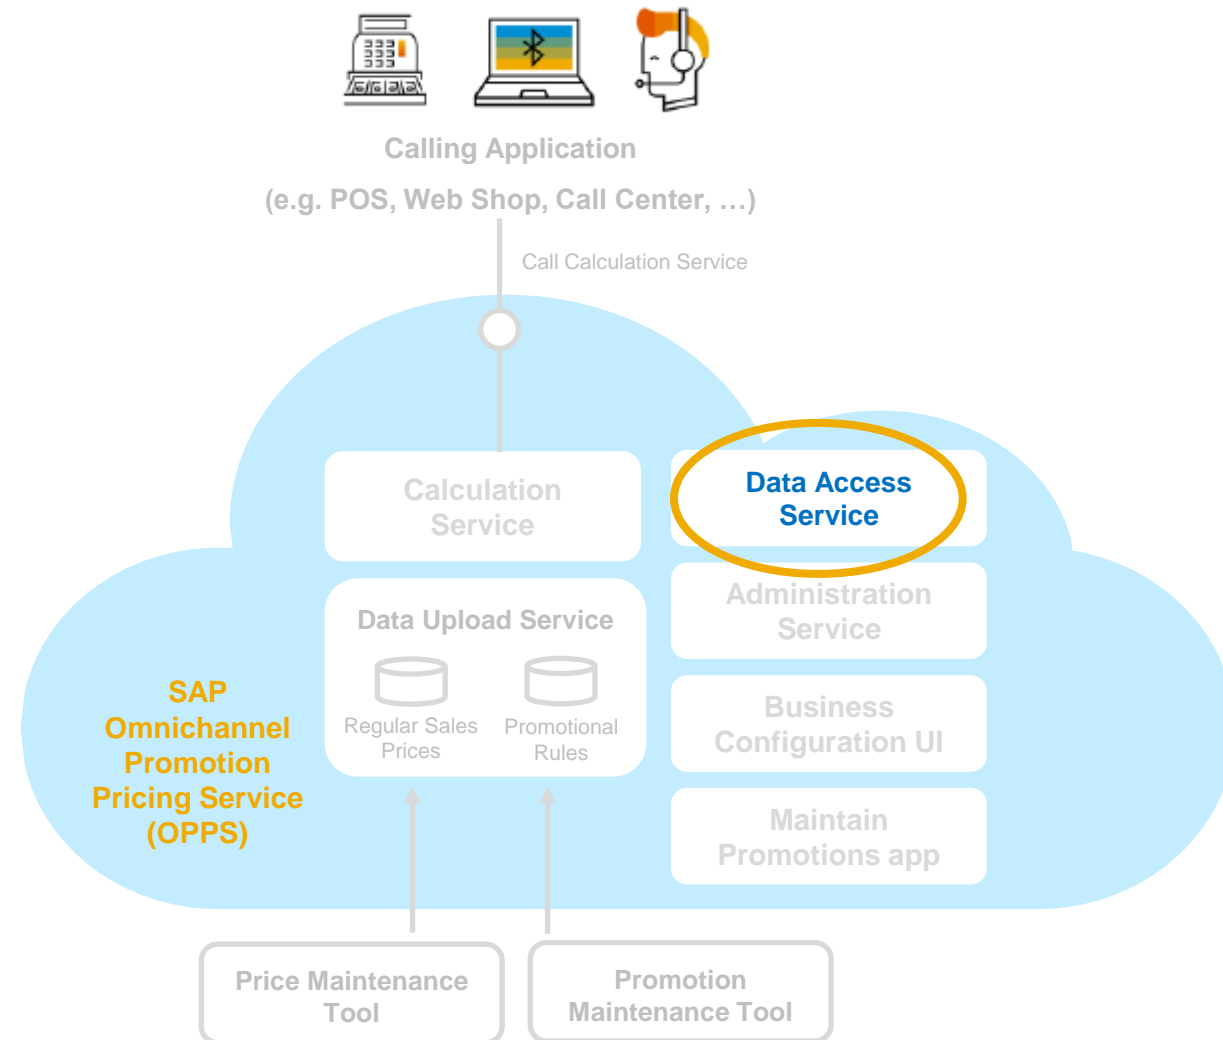 Calling Application
(e.g. POS, Web Shop, Call Center, …)
Call Calculation Service
Calculation
Service
Data Access
Service
Data Upload Service
Regular Sales
Prices
Promotional
Rules
Administration
Service
Business
Configuration UI
Maintain
Promotions app
SAP
Omnichannel
Promotion
Pricing Service
(OPPS)
Price Maintenance
Tool
Promotion
Maintenance Tool